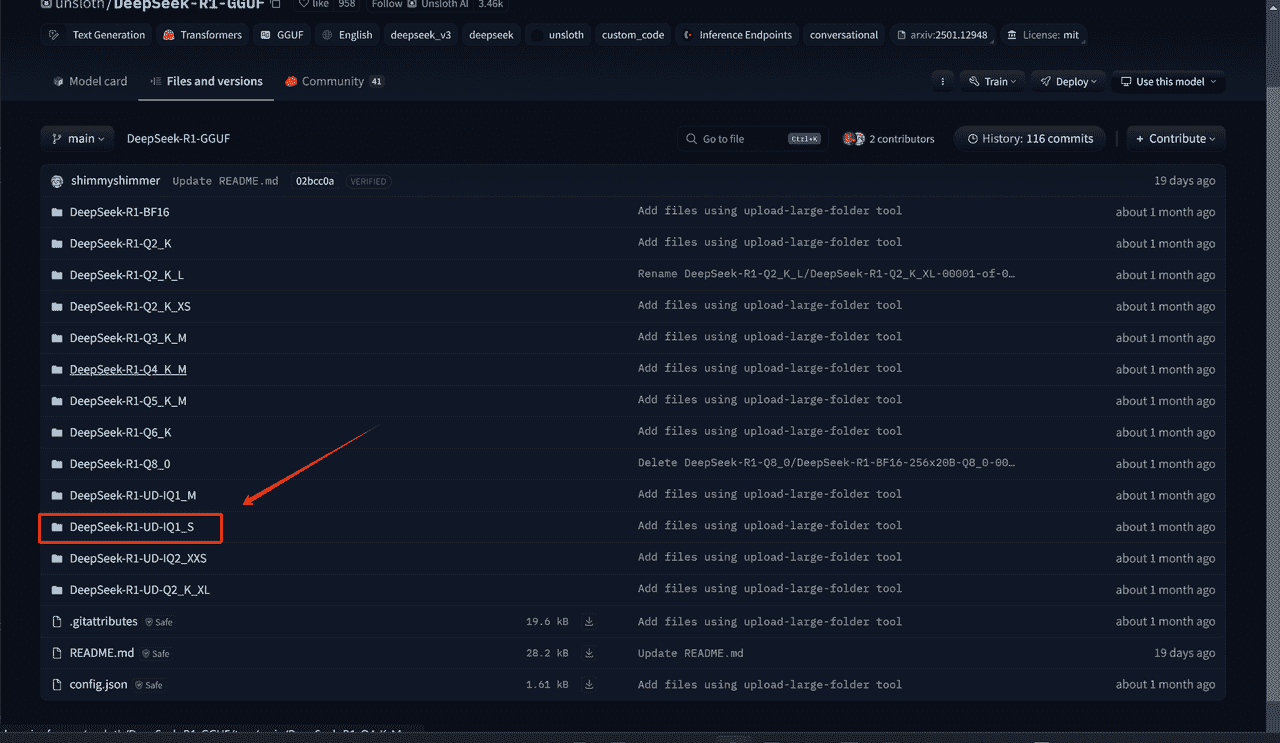 unsloth/DeepSeek-R1-GGUF like 958 Follow Unsloth AI 3.46k
Text Generation Transformers GGUF English deepseek_v3 deepseek unsloth custom_code Inference Endpoints conversational arxiv:2501.12948 License: mit
Model card Files and versions Community 41 Train Deploy Use this model
main DeepSeek-R1-GGUF Go to file Ctrl+K 2 contributors History: 116 commits + Contribute
shimmyshimmer Update README.md 02bcc0a VERIFIED 19 days ago
DeepSeek-R1-BF16 Add files using upload-large-folder tool about 1 month ago
DeepSeek-R1-Q2_K Add files using upload-large-folder tool about 1 month ago
DeepSeek-R1-Q2_K_L Rename DeepSeek-R1-Q2_K_L/DeepSeek-R1-Q2_K_XL-00001-of-0… about 1 month ago
DeepSeek-R1-Q2_K_XS Add files using upload-large-folder tool about 1 month ago
DeepSeek-R1-Q3_K_M Add files using upload-large-folder tool about 1 month ago
DeepSeek-R1-Q4_K_M Add files using upload-large-folder tool about 1 month ago
DeepSeek-R1-Q5_K_M Add files using upload-large-folder tool about 1 month ago
DeepSeek-R1-Q6_K Add files using upload-large-folder tool about 1 month ago
DeepSeek-R1-Q8_0 Delete DeepSeek-R1-Q8_0/DeepSeek-R1-BF16-256x20B-Q8_0-00… about 1 month ago
DeepSeek-R1-UD-IQ1_M Add files using upload-large-folder tool about 1 month ago
DeepSeek-R1-UD-IQ1_S Add files using upload-large-folder tool about 1 month ago
DeepSeek-R1-UD-IQ2_XXS Add files using upload-large-folder tool about 1 month ago
DeepSeek-R1-UD-Q2_K_XL Add files using upload-large-folder tool about 1 month ago
.gitattributes Safe 19.6 kB Add files using upload-large-folder tool about 1 month ago
README.md Safe 28.2 kB Update README.md 19 days ago
config.json Safe 1.61 kB Add files using upload-large-folder tool about 1 month ago